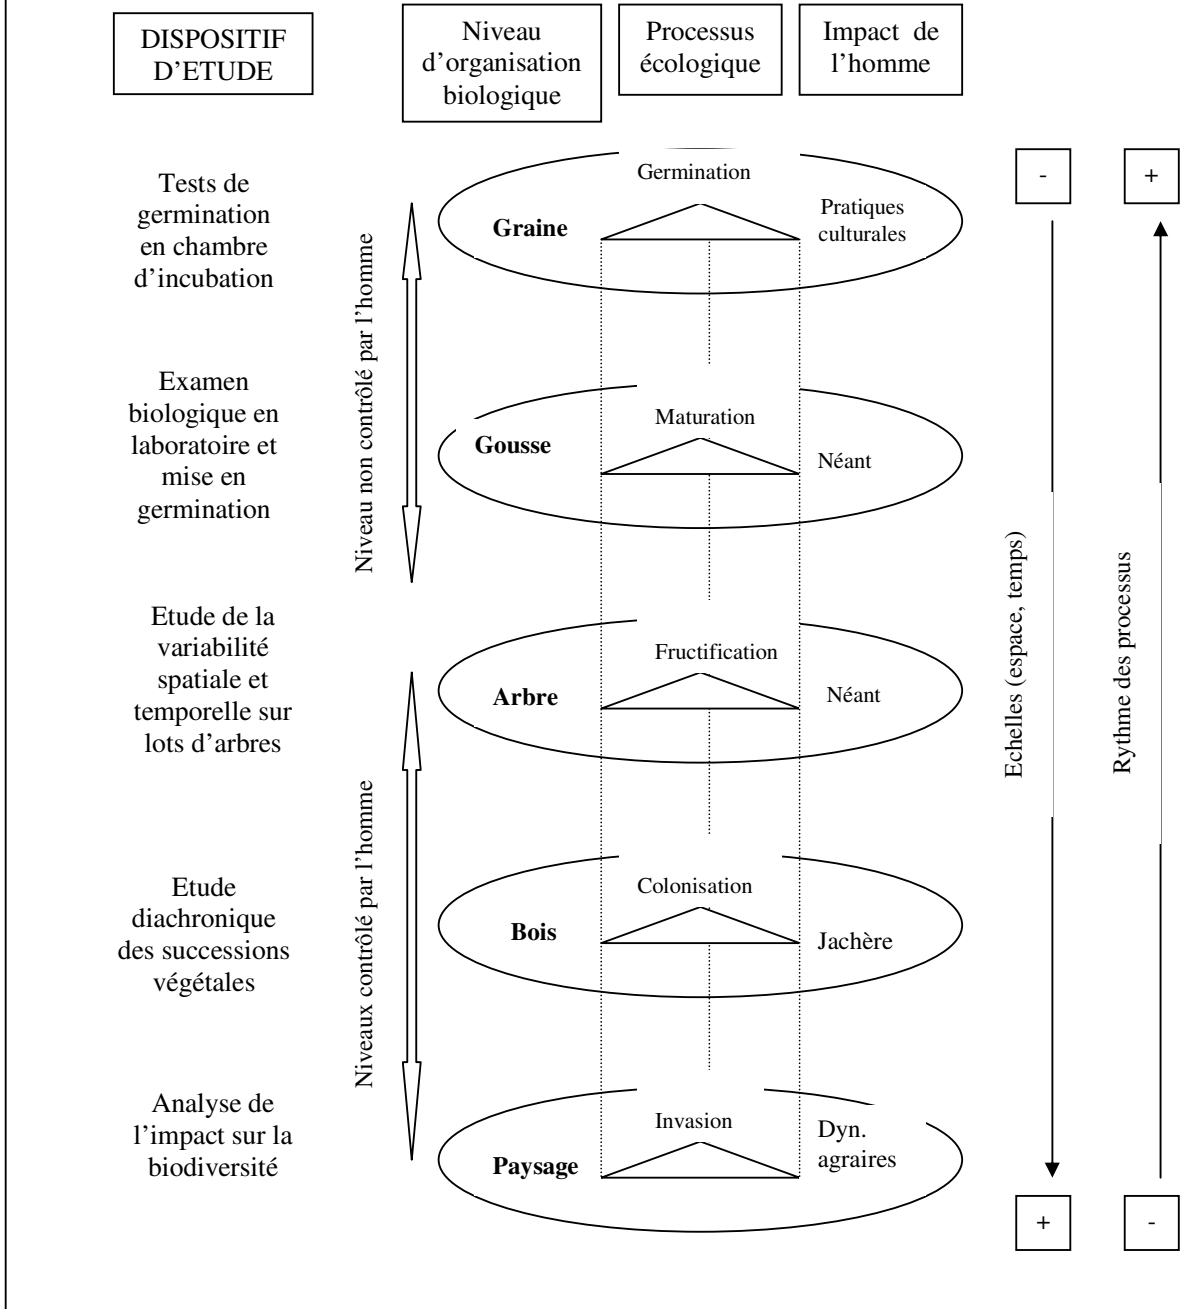 DISPOSITIF
D'ETUDE
Niveau
d'organisation
biologique
Processus
écologique
Impact de
l'homme
Tests de
germination
en chambre
d'incubation
Germination
Graine
Pratiques
culturales
-
+
Niveau non contrôlé par l'homme
Examen
biologique en
laboratoire et
mise en
germination
Maturation
Gousse
Néant
Etude de la
variabilité
spatiale et
temporelle sur
lots d'arbres
Fructification
Arbre
Néant
Echelles (espace, temps)
Rythme des processus
Niveaux contrôlé par l'homme
Etude
diachronique
des successions
végétales
Colonisation
Bois
Jachère
Analyse de
l'impact sur la
biodiversité
Invasion
Paysage
Dyn.
agraires
+
-